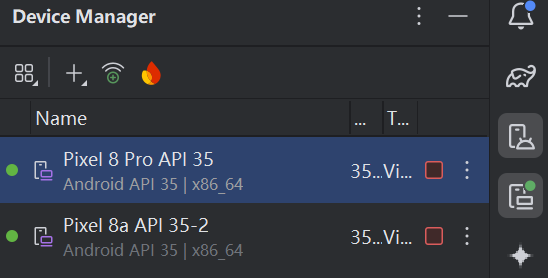 Device Manager
Name ... T...
Pixel 8 Pro API 35 35... Vi...
Android API 35 | x86_64
Pixel 8a API 35-2 35... Vi...
Android API 35 | x86_64